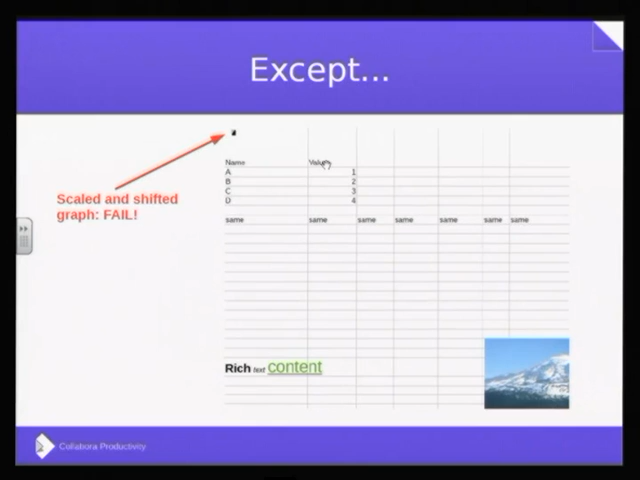 Except...
Name Value
A 1
B 2
C 3
D 4
Scaled and shifted
graph: FAIL!
same same same same same same same
Rich text content
Collabora Productivity